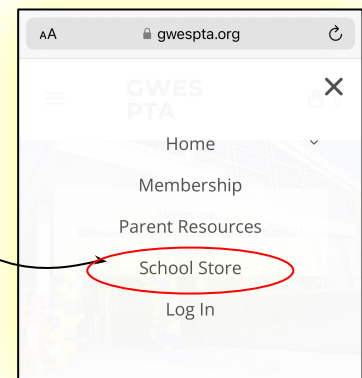 AA gwespta.org
GWES
PTA
Home
Membership
Parent Resources
School Store
Log In